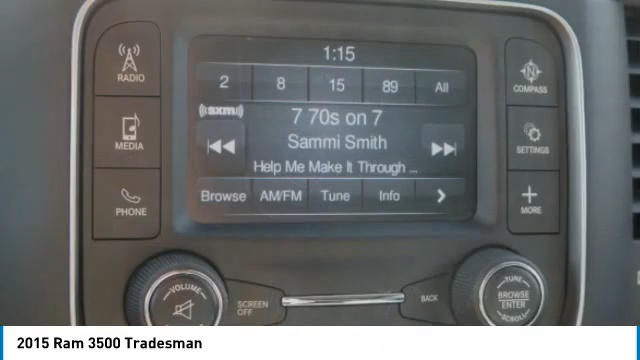 1:15
RADIO
2 8 15 89 All
COMPASS
((sxm))
7 70s on 7
Sammi Smith
MEDIA
SETTINGS
Help Me Make It Through ...
Browse AM/FM Tune Info
PHONE
MORE
VOLUME
SCREEN OFF
BACK
TUNE
BROWSE
ENTER
SCROLL
2015 Ram 3500 Tradesman